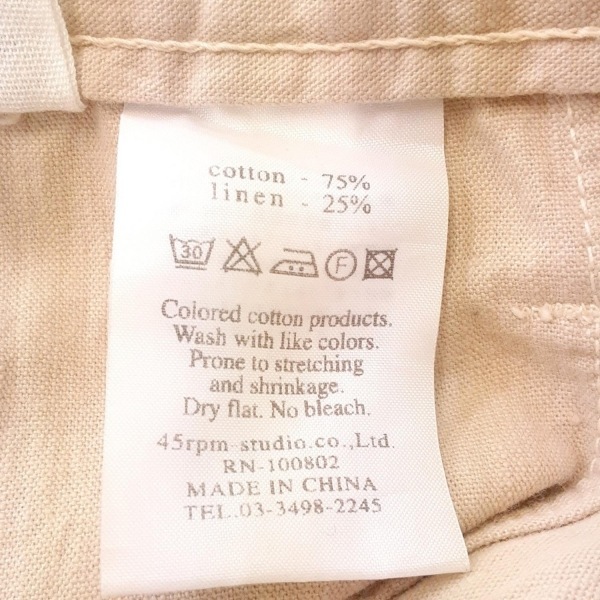 cotton - 75%
linen - 25%
30 F
Colored cotton products.
Wash with like colors.
Prone to stretching
and shrinkage.
Dry flat. No bleach.
45rpm-studio.co.,Ltd.
RN-100802
MADE IN CHINA
TEL.03-3498-2245